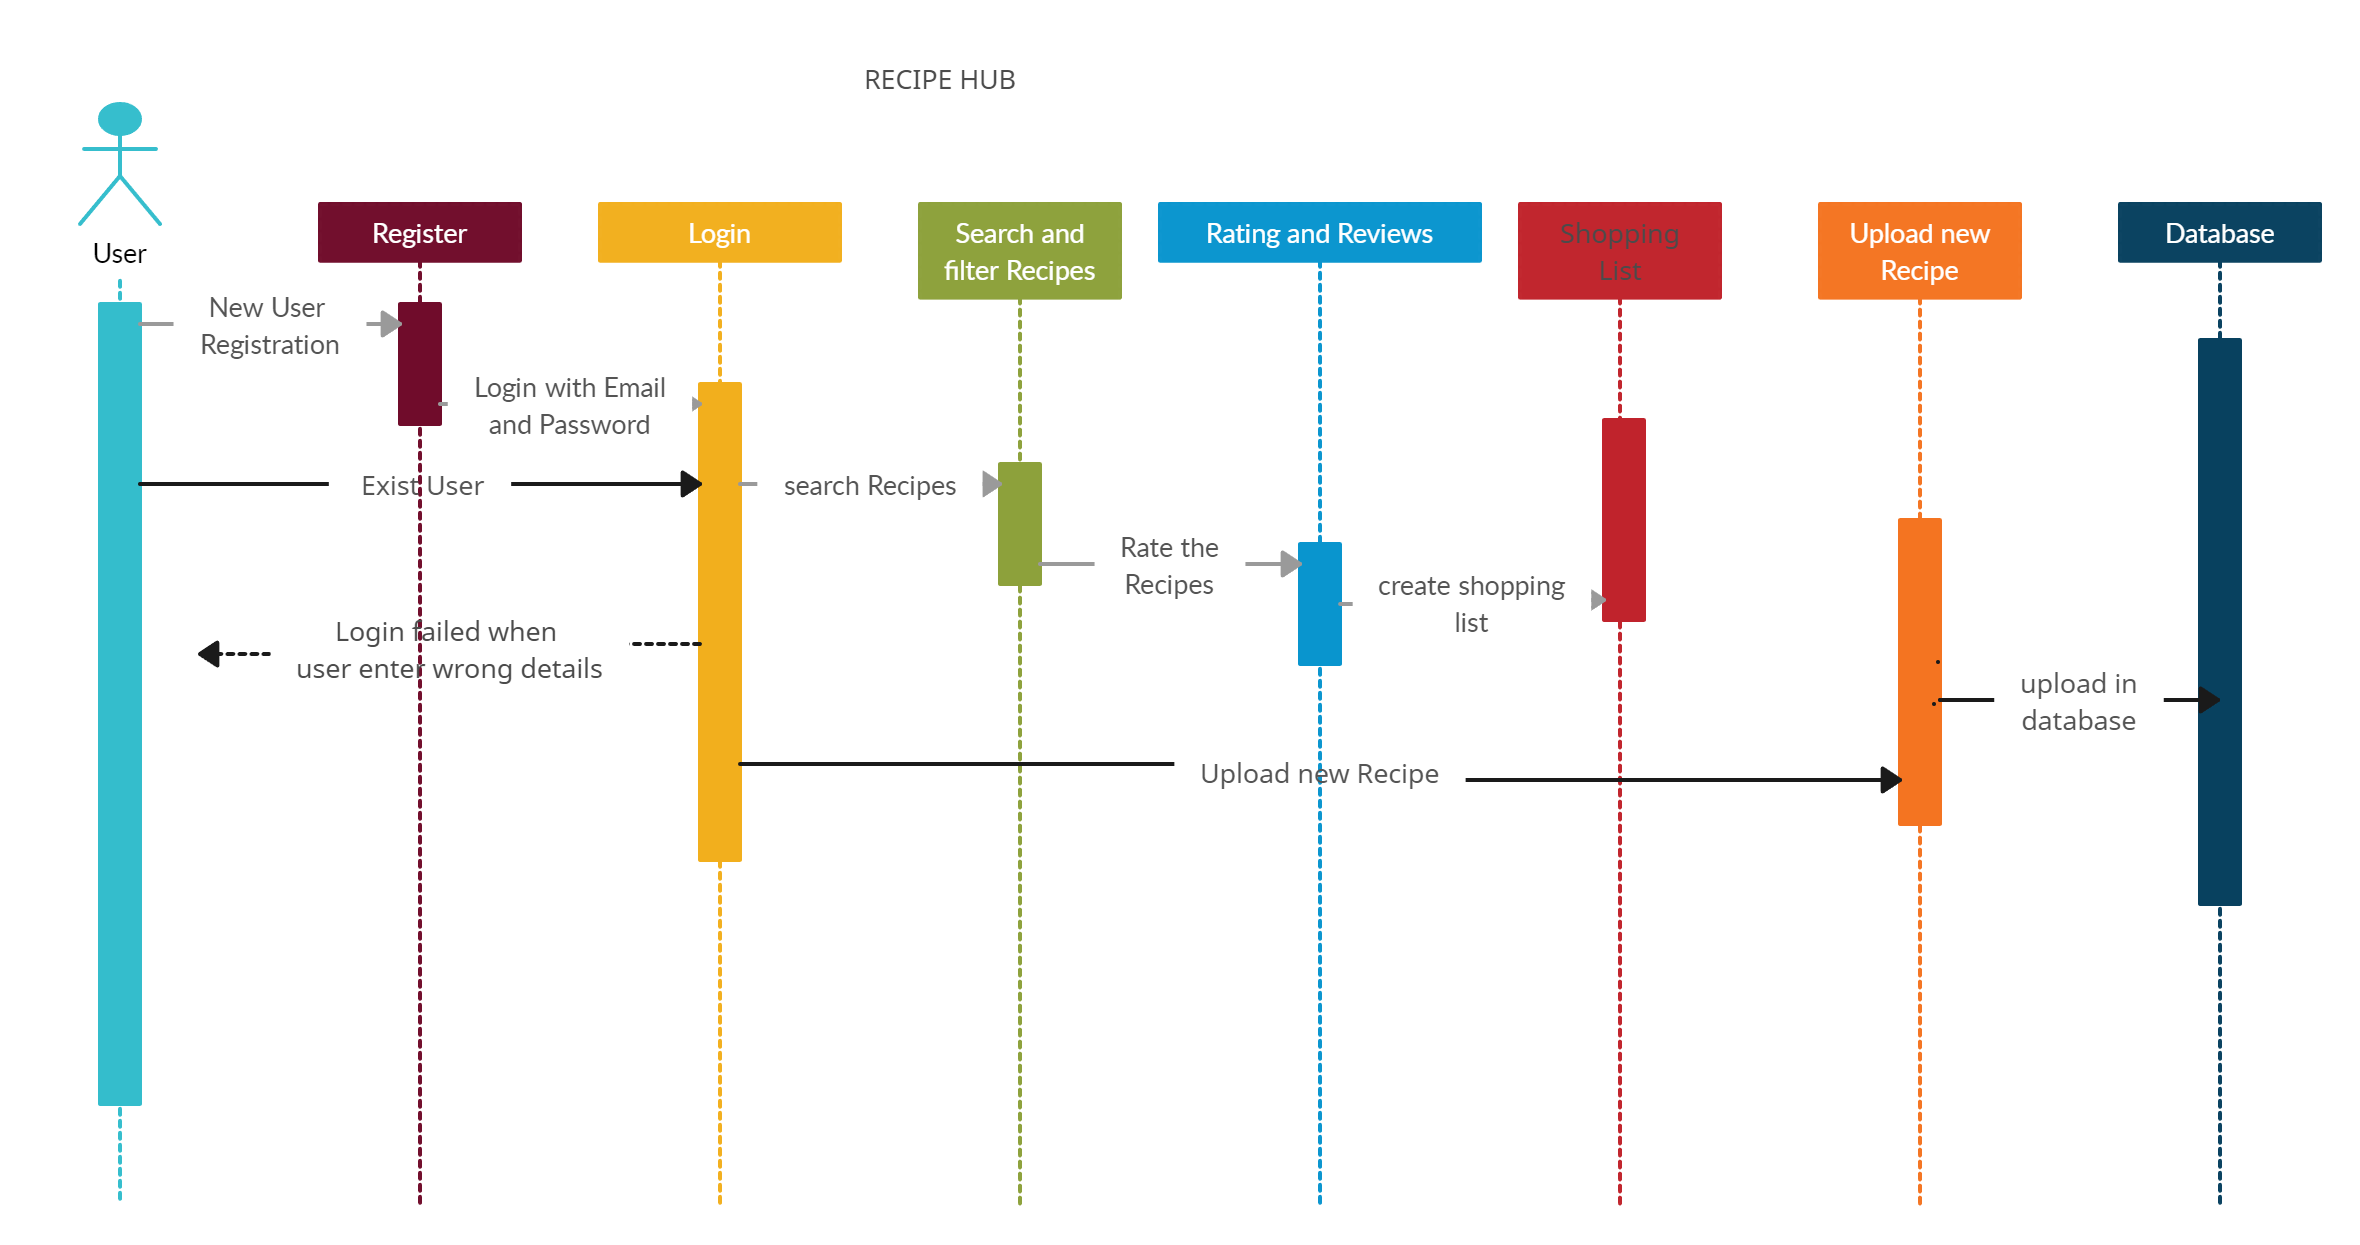 RECIPE HUB
User
Register
Login
Search and
filter Recipes
Rating and Reviews
Shopping
List
Upload new
Recipe
Database
New User
Registration
Login with Email
and Password
Exist User
search Recipes
Rate the
Recipes
create shopping
list
Login failed when
user enter wrong details
upload in
database
Upload new Recipe